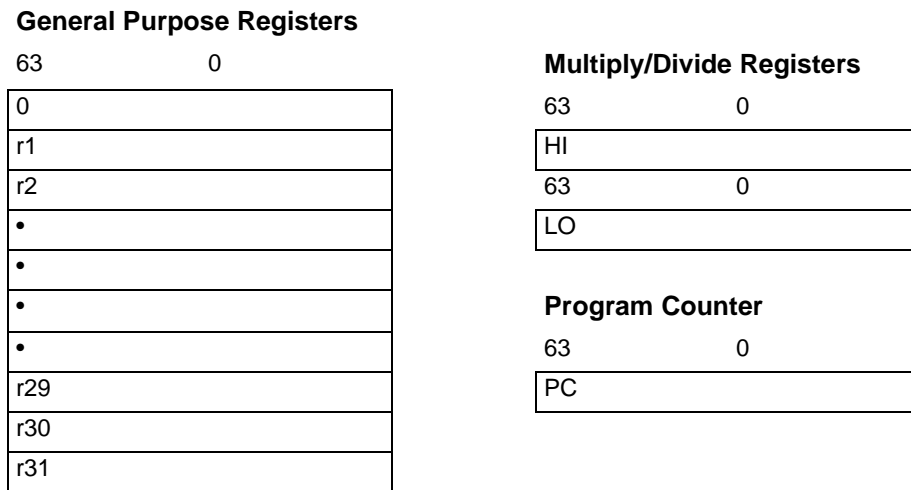 General Purpose Registers
63 0
0
r1
r2
•
•
•
•
r29
r30
r31
Multiply/Divide Registers
63 0
HI
63 0
LO
Program Counter
63 0
PC